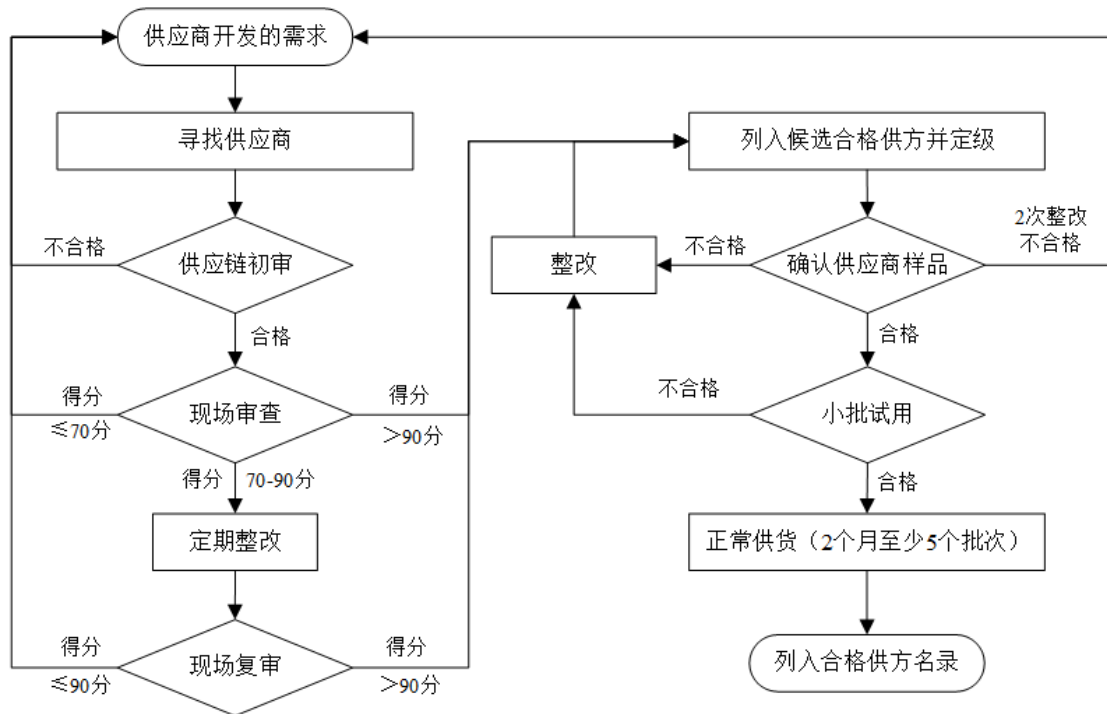 供应商开发的需求
寻找供应商
不合格
供应链初审
合格
得分
≤70分
现场审查
得分
>90分
得分 70-90分
定期整改
得分
≤90分
现场复审
得分
>90分
列入候选合格供方并定级
整改
不合格
确认供应商样品
2次整改
不合格
合格
不合格
小批试用
合格
正常供货（2个月至少5个批次）
列入合格供方名录